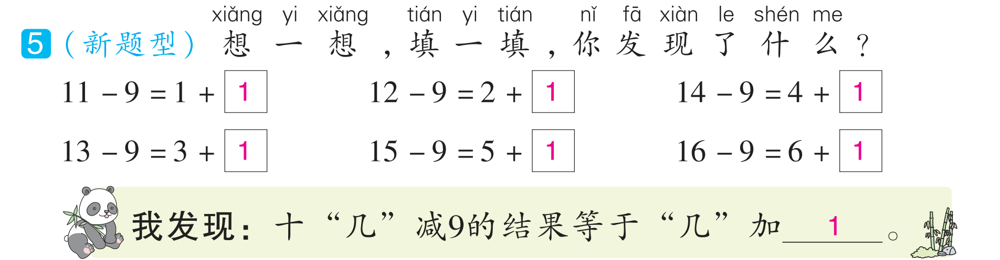 xiǎng yi xiǎng tián yi tián nǐ fā xiàn le shén me
5（新题型）想一想，填一填，你发现了什么？
11 − 9 = 1 + 1 12 − 9 = 2 + 1 14 − 9 = 4 + 1
13 − 9 = 3 + 1 15 − 9 = 5 + 1 16 − 9 = 6 + 1
我发现：十“几”减9的结果等于“几”加1。